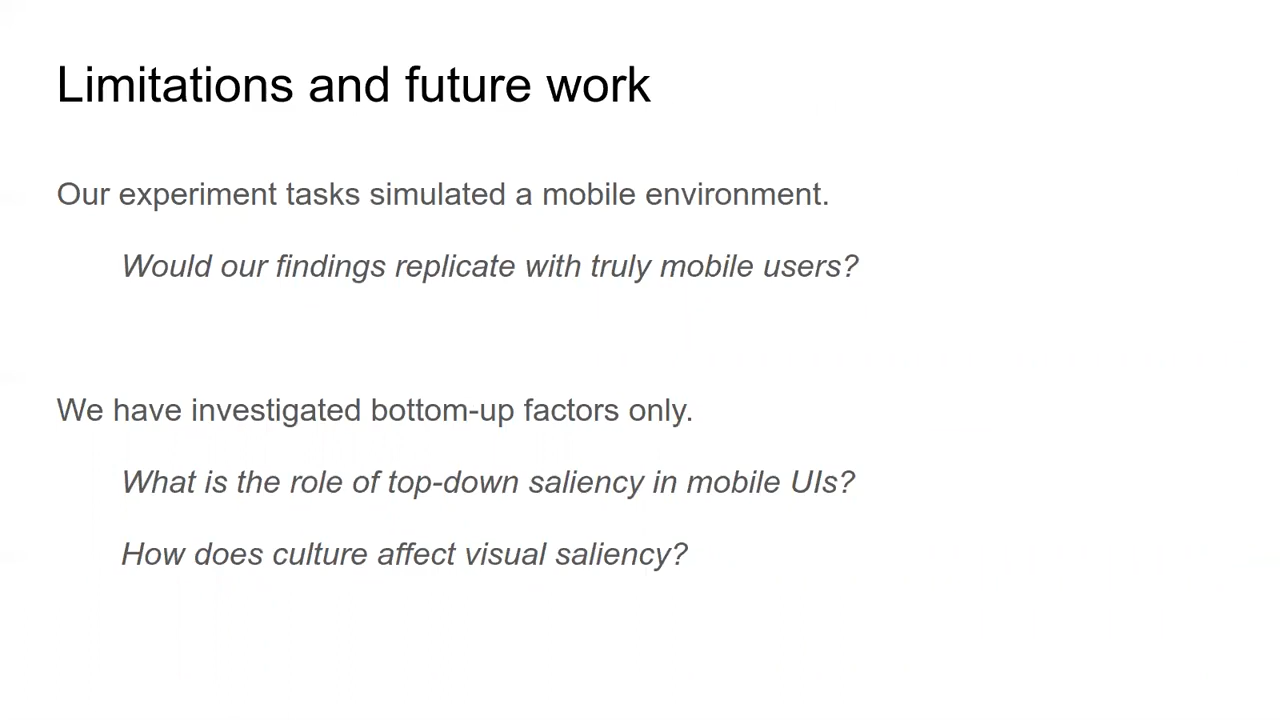 Limitations and future work
Our experiment tasks simulated a mobile environment.
Would our findings replicate with truly mobile users?
We have investigated bottom-up factors only.
What is the role of top-down saliency in mobile UIs?
How does culture affect visual saliency?